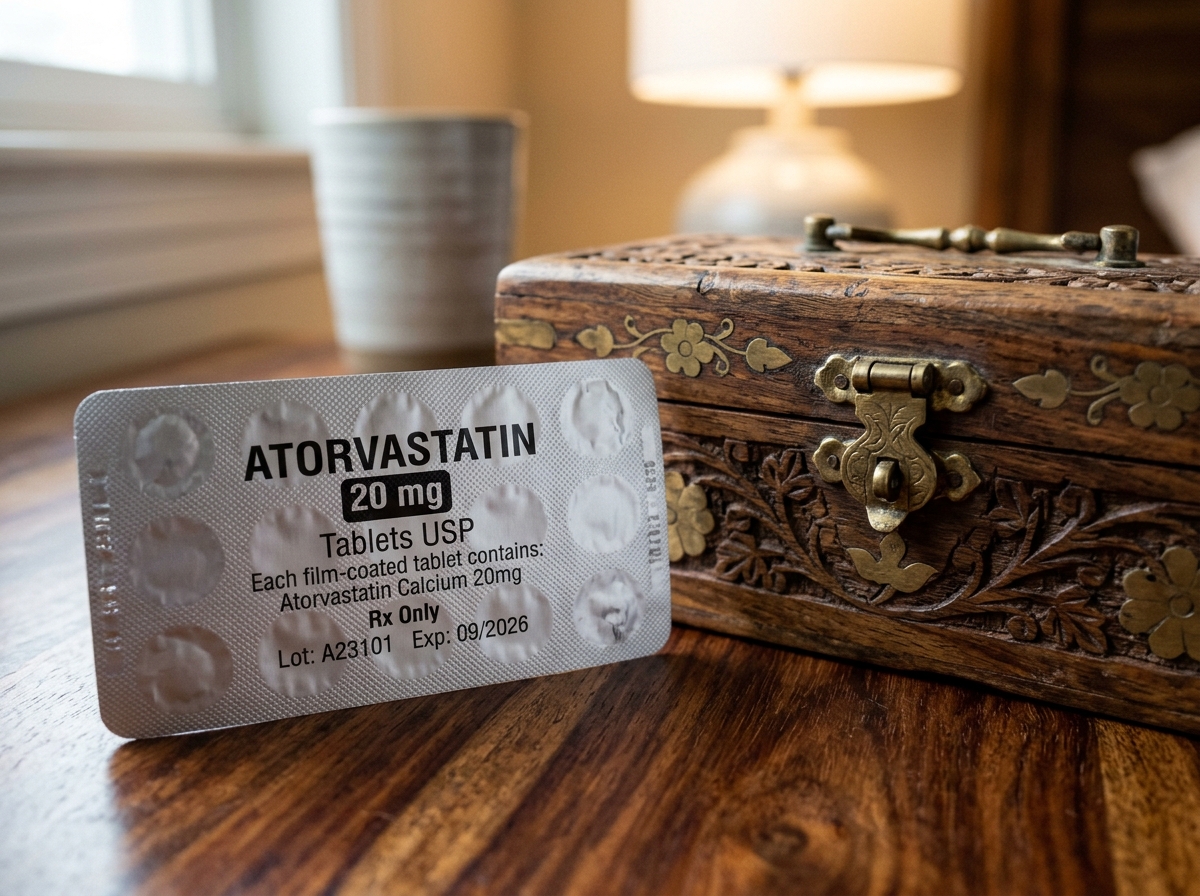 ATORVASTATIN
20 mg
Tablets USP
Each film-coated tablet contains:
Atorvastatin Calcium 20mg
Rx Only
Lot: A23101 Exp: 09/2026